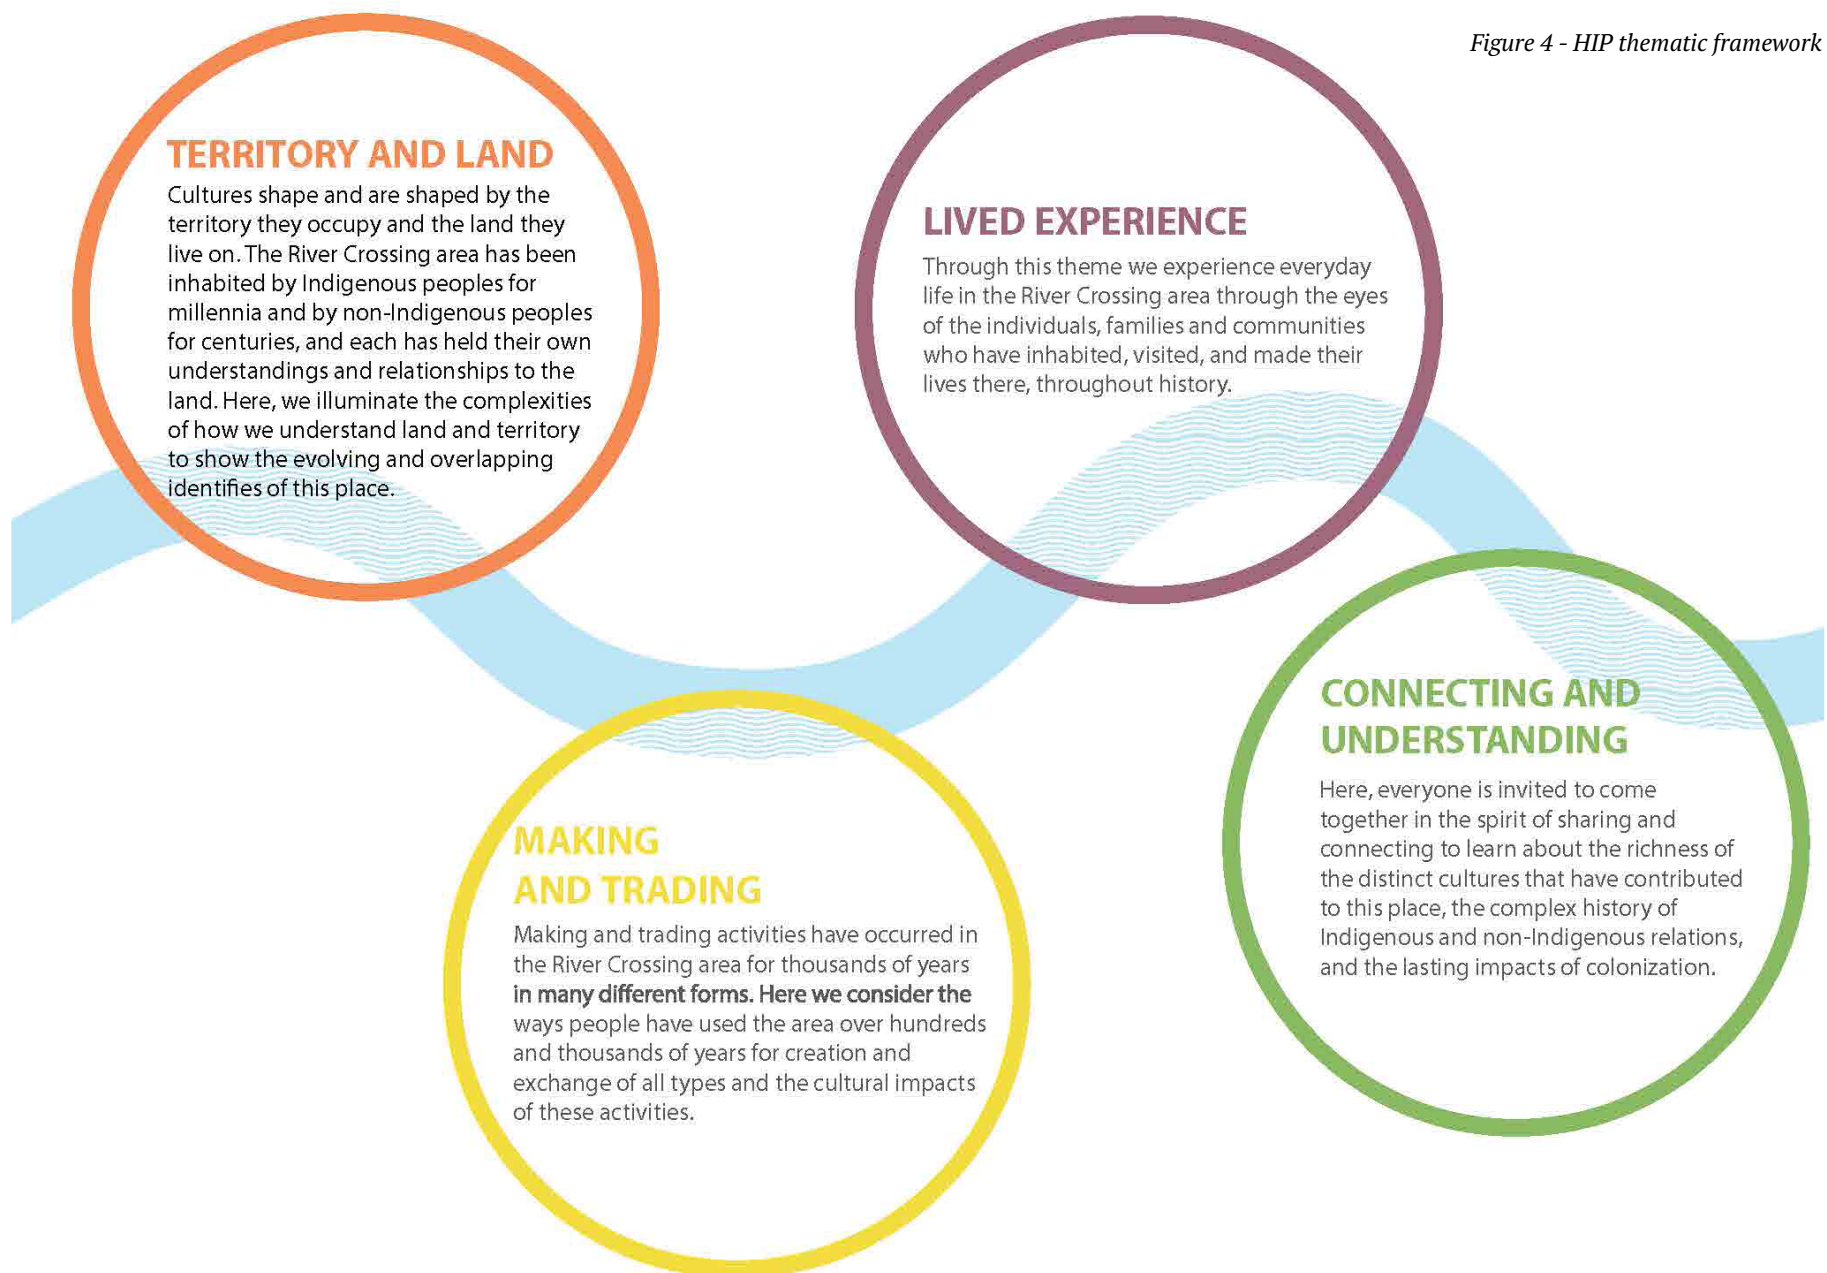 Figure 4 - HIP thematic framework
TERRITORY AND LAND
Cultures shape and are shaped by the
territory they occupy and the land they
live on. The River Crossing area has been
inhabited by Indigenous peoples for
millennia and by non-Indigenous peoples
for centuries, and each has held their own
understandings and relationships to the
land. Here, we illuminate the complexities
of how we understand land and territory
to show the evolving and overlapping
identifies of this place.
LIVED EXPERIENCE
Through this theme we experience everyday
life in the River Crossing area through the eyes
of the individuals, families and communities
who have inhabited, visited, and made their
lives there, throughout history.
MAKING
AND TRADING
Making and trading activities have occurred in
the River Crossing area for thousands of years
in many different forms. Here we consider the
ways people have used the area over hundreds
and thousands of years for creation and
exchange of all types and the cultural impacts
of these activities.
CONNECTING AND
UNDERSTANDING
Here, everyone is invited to come
together in the spirit of sharing and
connecting to learn about the richness of
the distinct cultures that have contributed
to this place, the complex history of
Indigenous and non-Indigenous relations,
and the lasting impacts of colonization.